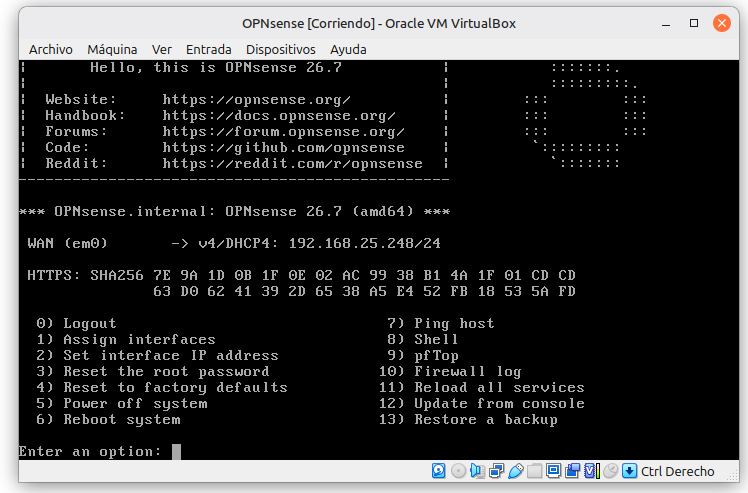 OPNsense [Corriendo] - Oracle VM VirtualBox
Archivo Máquina Ver Entrada Dispositivos Ayuda
| Hello, this is OPNsense 26.7 | :::::::.
| | :::::::::.
| Website: https://opnsense.org/ | ::: :::
| Handbook: https://docs.opnsense.org/ | ::: :::
| Forums: https://forum.opnsense.org/ | ::: :::
| Code: https://github.com/opnsense | `:::::::::
| Reddit: https://reddit.com/r/opnsense | `:::::::
------------------------------------------------
*** OPNsense.internal: OPNsense 26.7 (amd64) ***
WAN (em0) -> v4/DHCP4: 192.168.25.248/24
HTTPS: SHA256 7E 9A 1D 0B 1F 0E 02 AC 99 38 B1 4A 1F 01 CD CD
63 D0 62 41 39 2D 65 38 A5 E4 52 FB 18 53 5A FD
0) Logout 7) Ping host
1) Assign interfaces 8) Shell
2) Set interface IP address 9) pfTop
3) Reset the root password 10) Firewall log
4) Reset to factory defaults 11) Reload all services
5) Power off system 12) Update from console
6) Reboot system 13) Restore a backup
Enter an option:
Ctrl Derecho